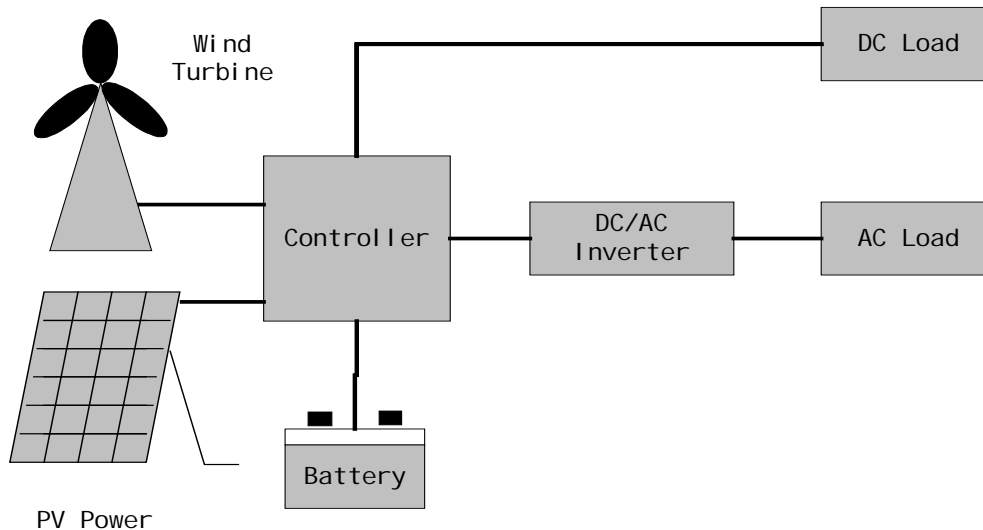 Wind
Turbine
DC Load
Controller
DC/AC
Inverter
AC Load
Battery
PV Power